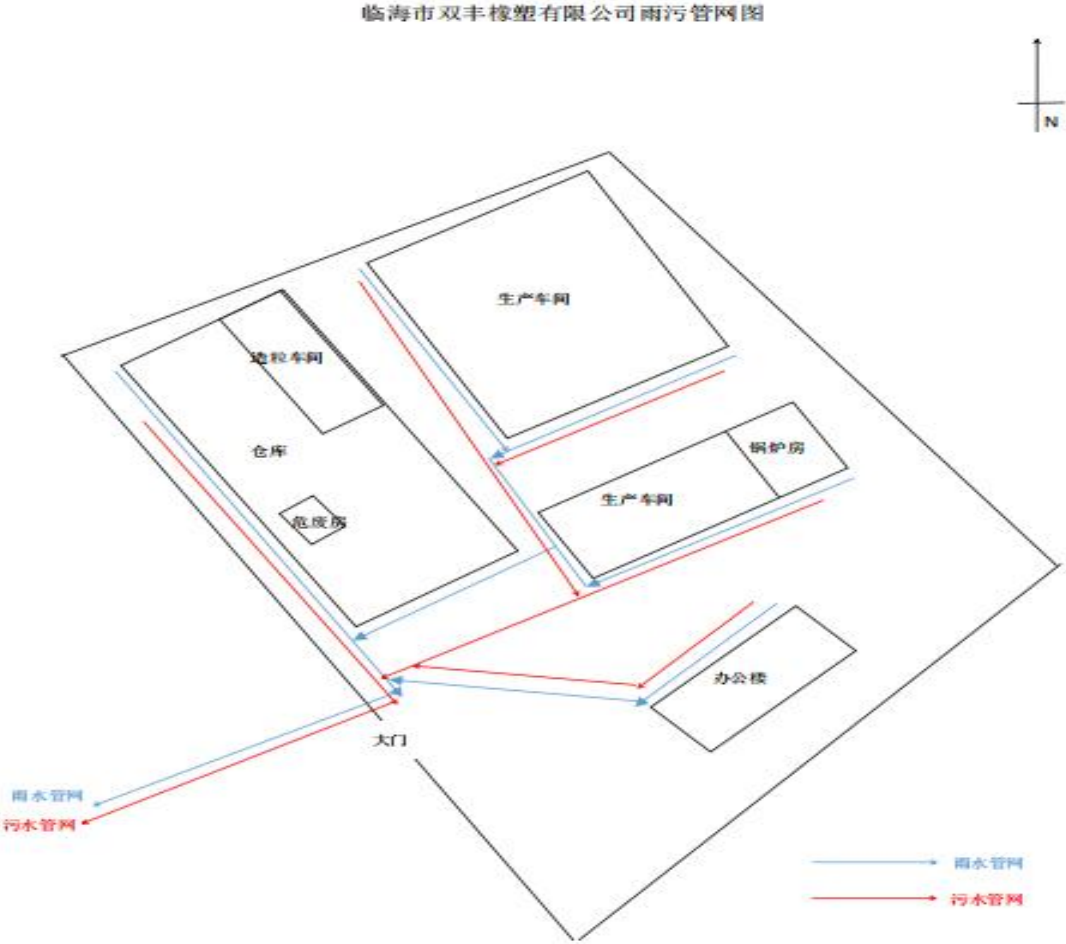 临海市双丰橡塑有限公司雨污管网图
N
生产车间
造粒车间
仓库
锅炉房
生产车间
危废房
办公楼
大门
雨水管网
污水管网
雨水管网
污水管网